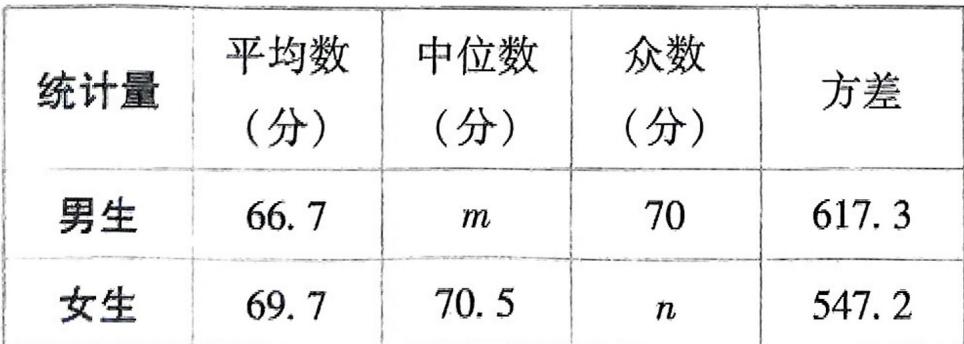 统计量 平均数（分） 中位数（分） 众数（分） 方差
男生 66.7 m 70 617.3
女生 69.7 70.5 n 547.2